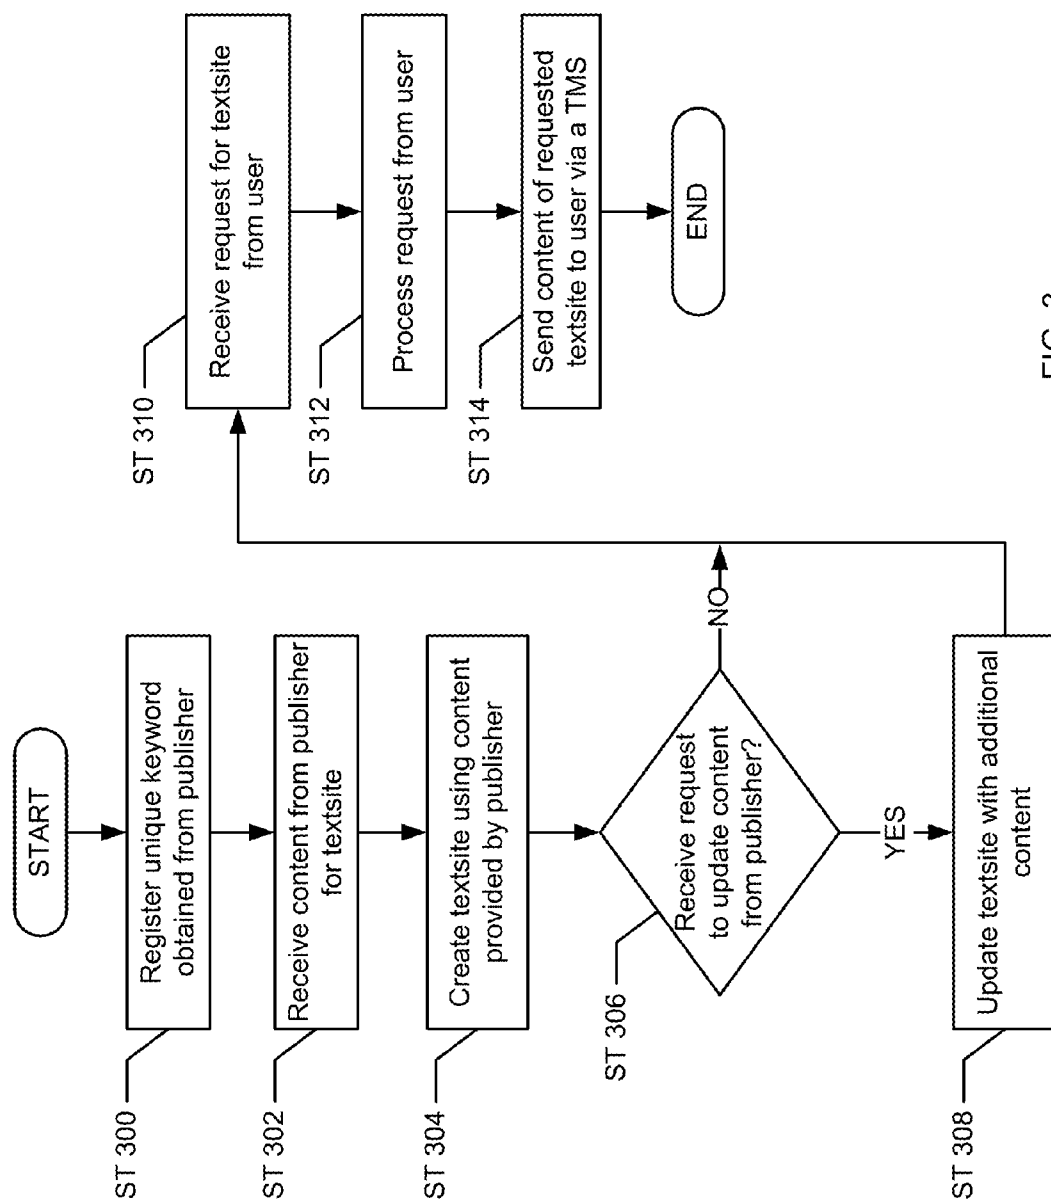 START
ST 300
Register unique keyword
obtained from publisher
ST 302
Receive content from publisher
for textsite
ST 304
Create textsite using content
provided by publisher
ST 306
Receive request
to update content
from publisher?
NO
YES
ST 308
Update textsite with additional
content
ST 310
Receive request for textsite
from user
ST 312
Process request from user
ST 314
Send content of requested
textsite to user via a TMS
END
FIG.